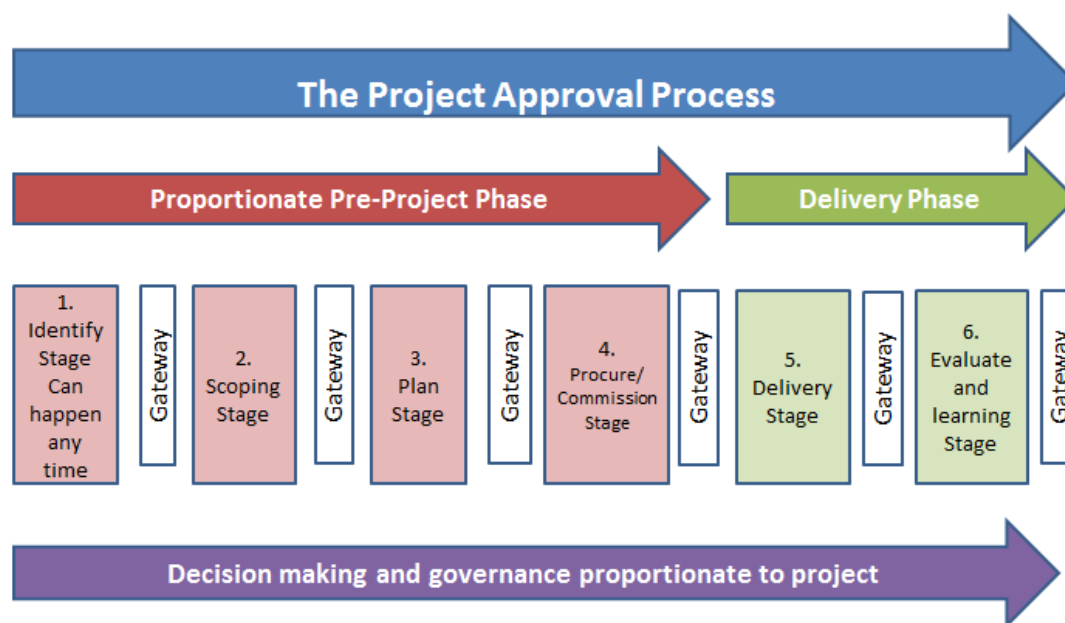 The Project Approval Process
Proportionate Pre-Project Phase
Delivery Phase
1.
Identify
Stage
Can
happen
any
time
Gateway
2.
Scoping
Stage
Gateway
3.
Plan
Stage
Gateway
4.
Procure/
Commission
Stage
Gateway
5.
Delivery
Stage
Gateway
6.
Evaluate
and
learning
Stage
Gateway
Decision making and governance proportionate to project